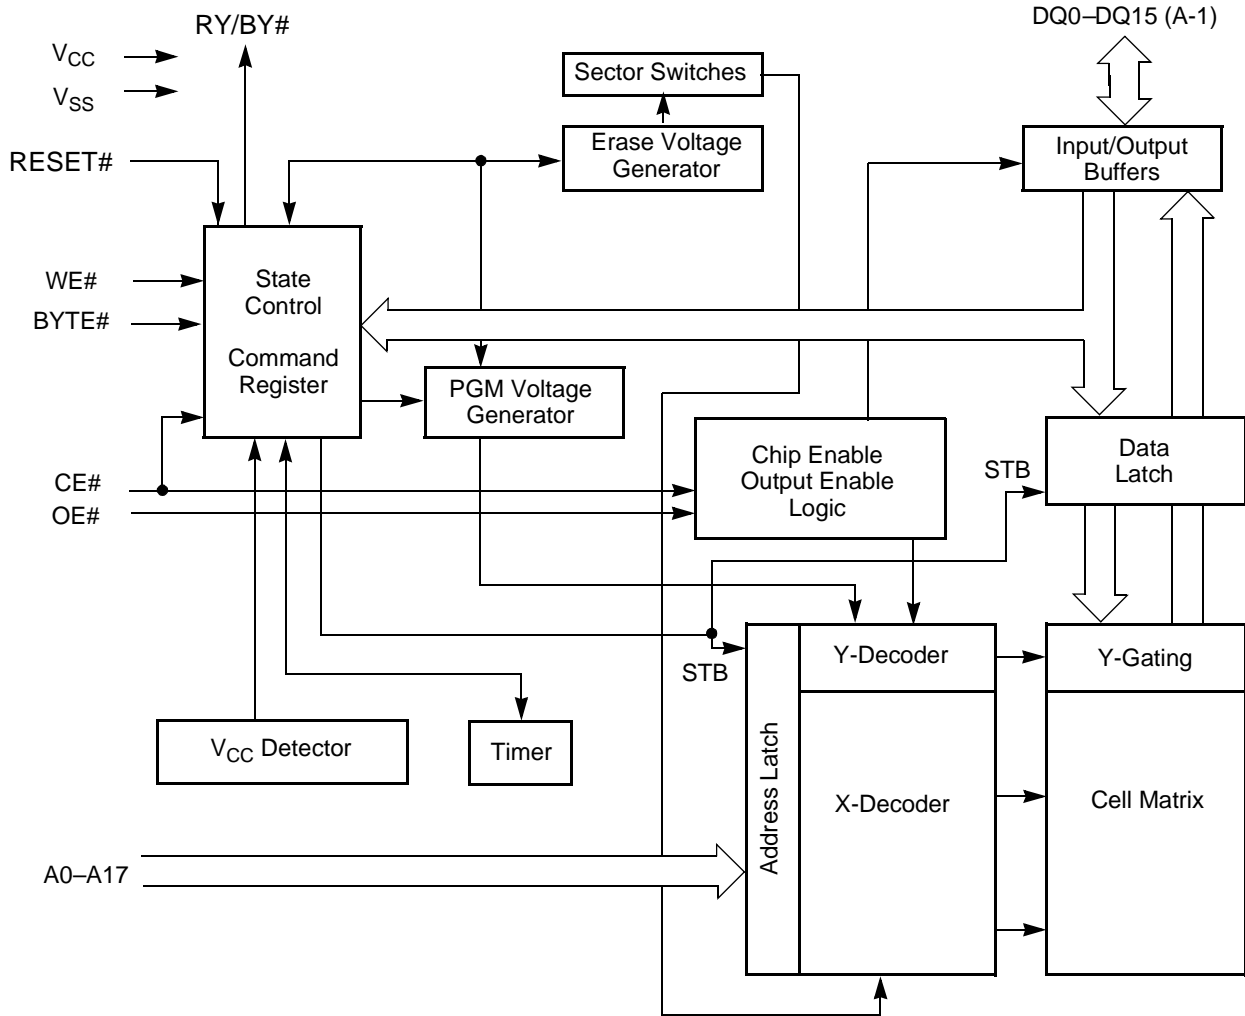 RY/BY#
DQ0–DQ15 (A-1)
VCC
VSS
Sector Switches
RESET#
Erase Voltage
Generator
Input/Output
Buffers
WE#
BYTE#
State
Control
Command
Register
PGM Voltage
Generator
CE#
OE#
Chip Enable
Output Enable
Logic
STB
Data
Latch
STB
Y-Decoder
Y-Gating
VCC Detector
Timer
Address Latch
X-Decoder
Cell Matrix
A0–A17